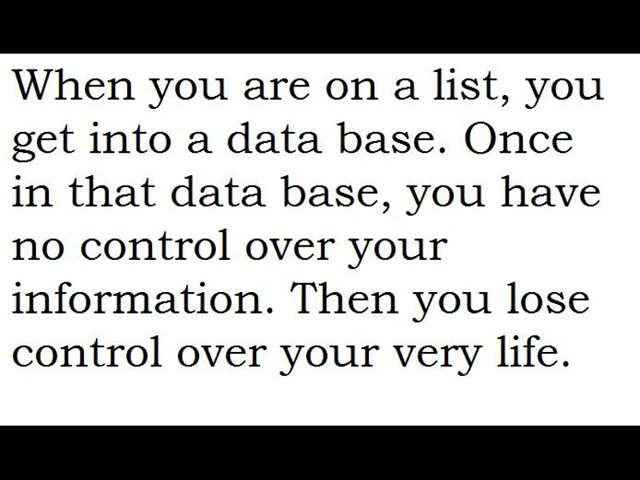 When you are on a list, you
get into a data base. Once
in that data base, you have
no control over your
information. Then you lose
control over your very life.